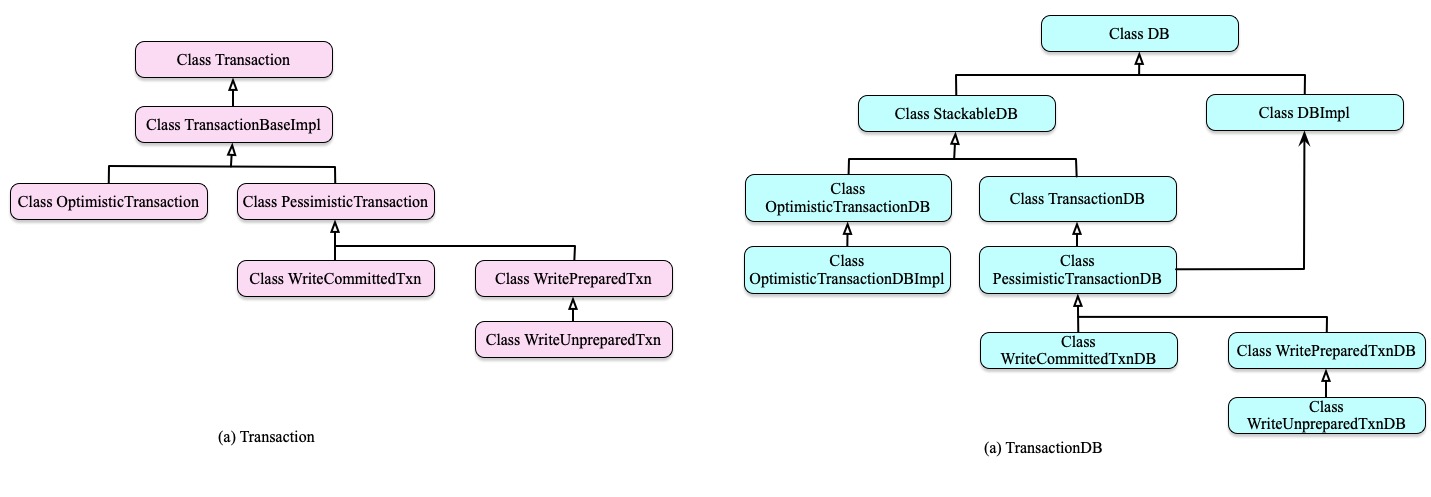 Class Transaction
Class TransactionBaseImpl
Class OptimisticTransaction
Class PessimisticTransaction
Class WriteCommittedTxn
Class WritePreparedTxn
Class WriteUnpreparedTxn
(a) Transaction
Class DB
Class StackableDB
Class DBImpl
Class
OptimisticTransactionDB
Class TransactionDB
Class
OptimisticTransactionDBImpl
Class
PessimisticTransactionDB
Class
WriteCommittedTxnDB
Class WritePreparedTxnDB
Class
WriteUnpreparedTxnDB
(a) TransactionDB